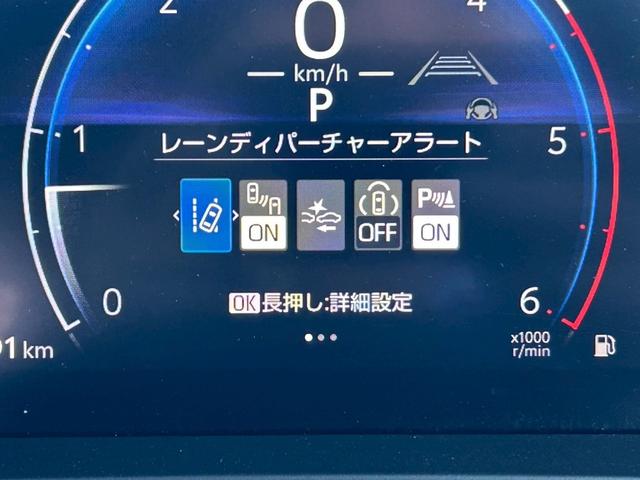 2
4
0
km/h
P
1
レーンディパーチャーアラート
5
ON
OFF
P
ON
0
OK長押し:詳細設定
6
1 km
x1000
r/min